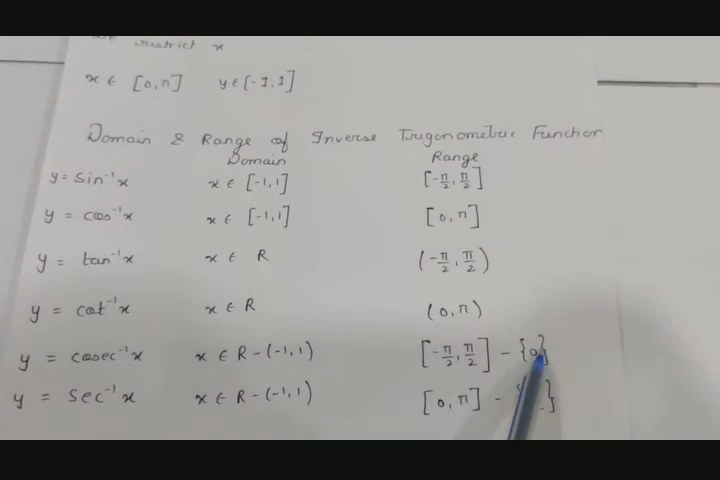 restrict x
x ∈ [0, π] y ∈ [-1, 1]
Domain & Range of Inverse Trigonometric Function
Domain Range
y = sin⁻¹x x ∈ [-1, 1] [-π/2, π/2]
y = cos⁻¹x x ∈ [-1, 1] [0, π]
y = tan⁻¹x x ∈ R (-π/2, π/2)
y = cot⁻¹x x ∈ R (0, π)
y = cosec⁻¹x x ∈ R - (-1, 1) [-π/2, π/2] - {0}
y = sec⁻¹x x ∈ R - (-1, 1) [0, π] - { }